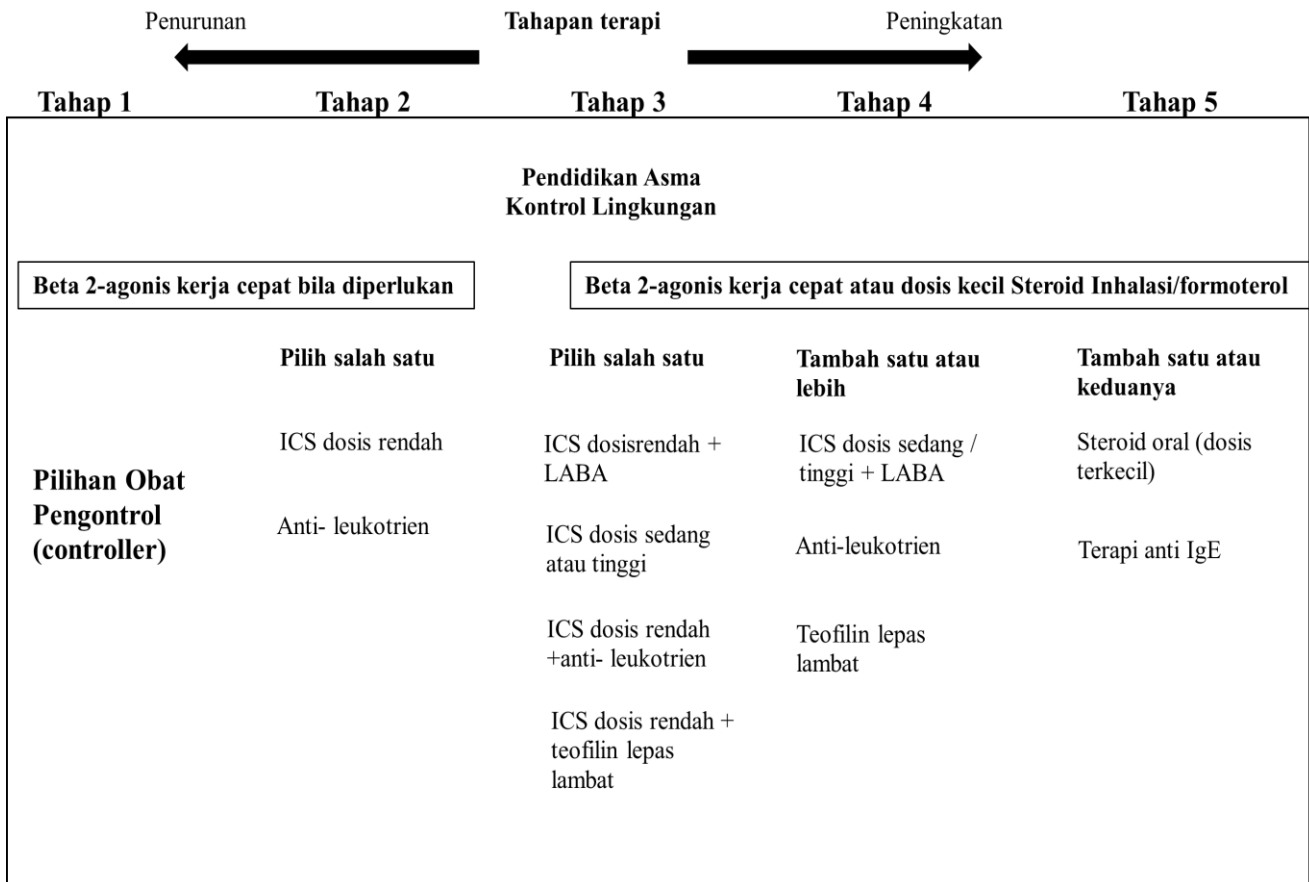 Penurunan
Tahapan terapi
Peningkatan
Tahap 1
Tahap 2
Tahap 3
Tahap 4
Tahap 5
Pendidikan Asma
Kontrol Lingkungan
Beta 2-agonis kerja cepat bila diperlukan
Beta 2-agonis kerja cepat atau dosis kecil Steroid Inhalasi/formoterol
Pilihan Obat
Pengontrol
(controller)
Pilih salah satu
ICS dosis rendah
Anti- leukotrien
Pilih salah satu
ICS dosisrendah +
LABA
ICS dosis sedang
atau tinggi
ICS dosis rendah
+anti- leukotrien
ICS dosis rendah +
teofilin lepas
lambat
Tambah satu atau
lebih
ICS dosis sedang /
tinggi + LABA
Anti-leukotrien
Teofilin lepas
lambat
Tambah satu atau
keduanya
Steroid oral (dosis
terkecil)
Terapi anti IgE